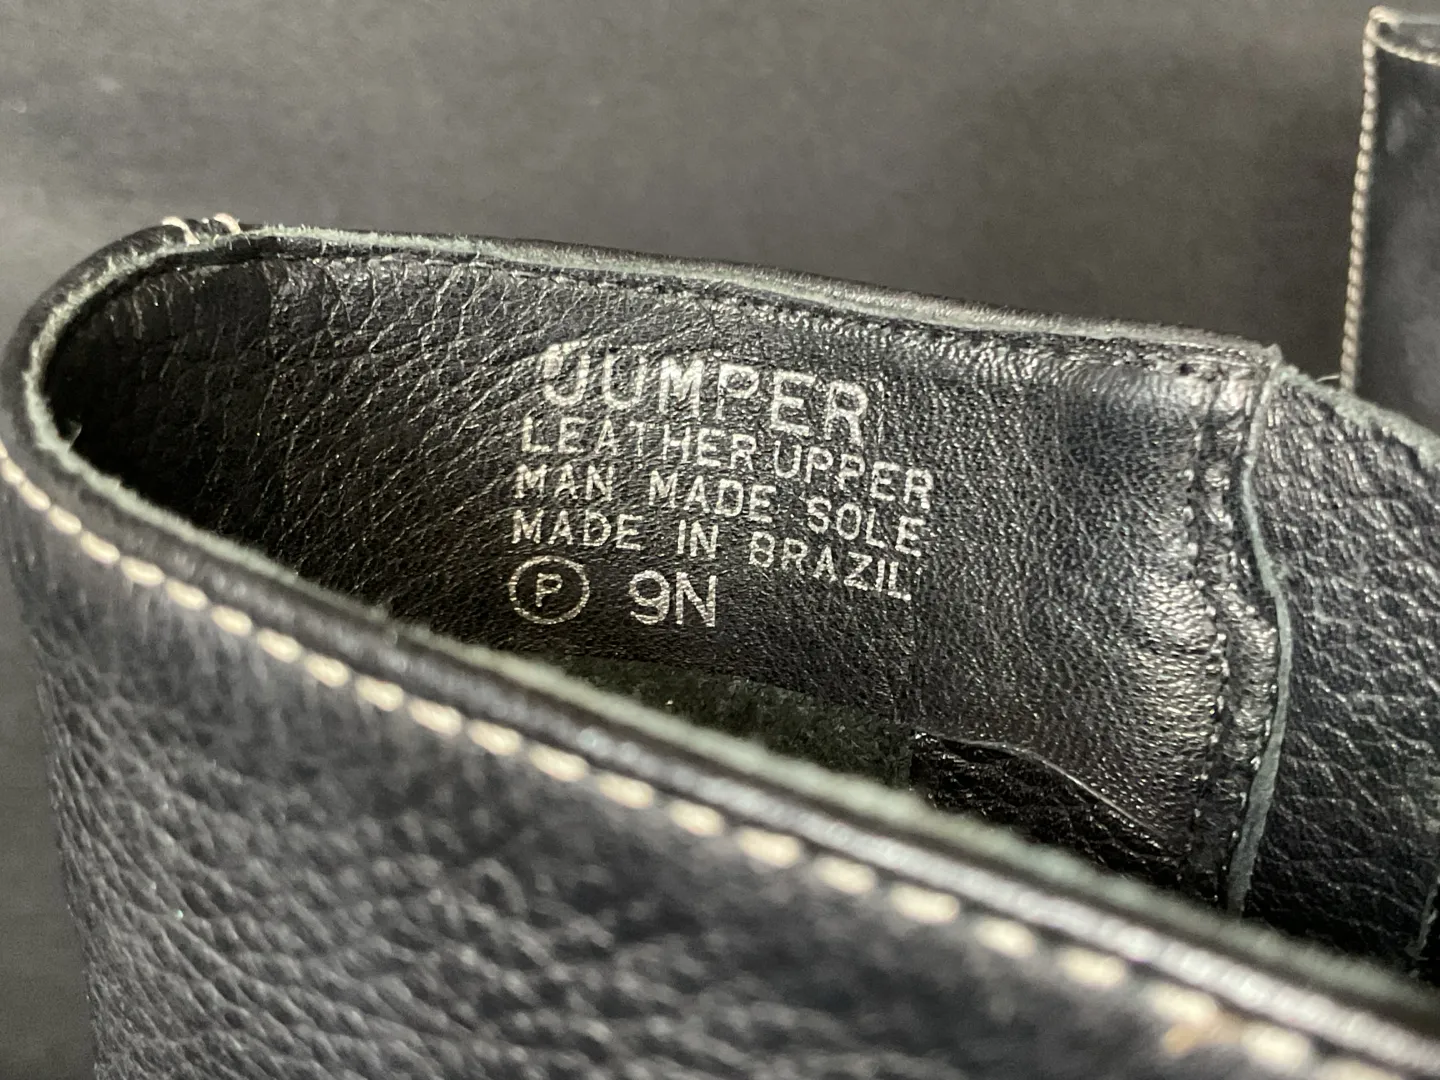 "JUMPER"
LEATHER UPPER
MAN MADE SOLE
MADE IN BRAZIL
P 9N